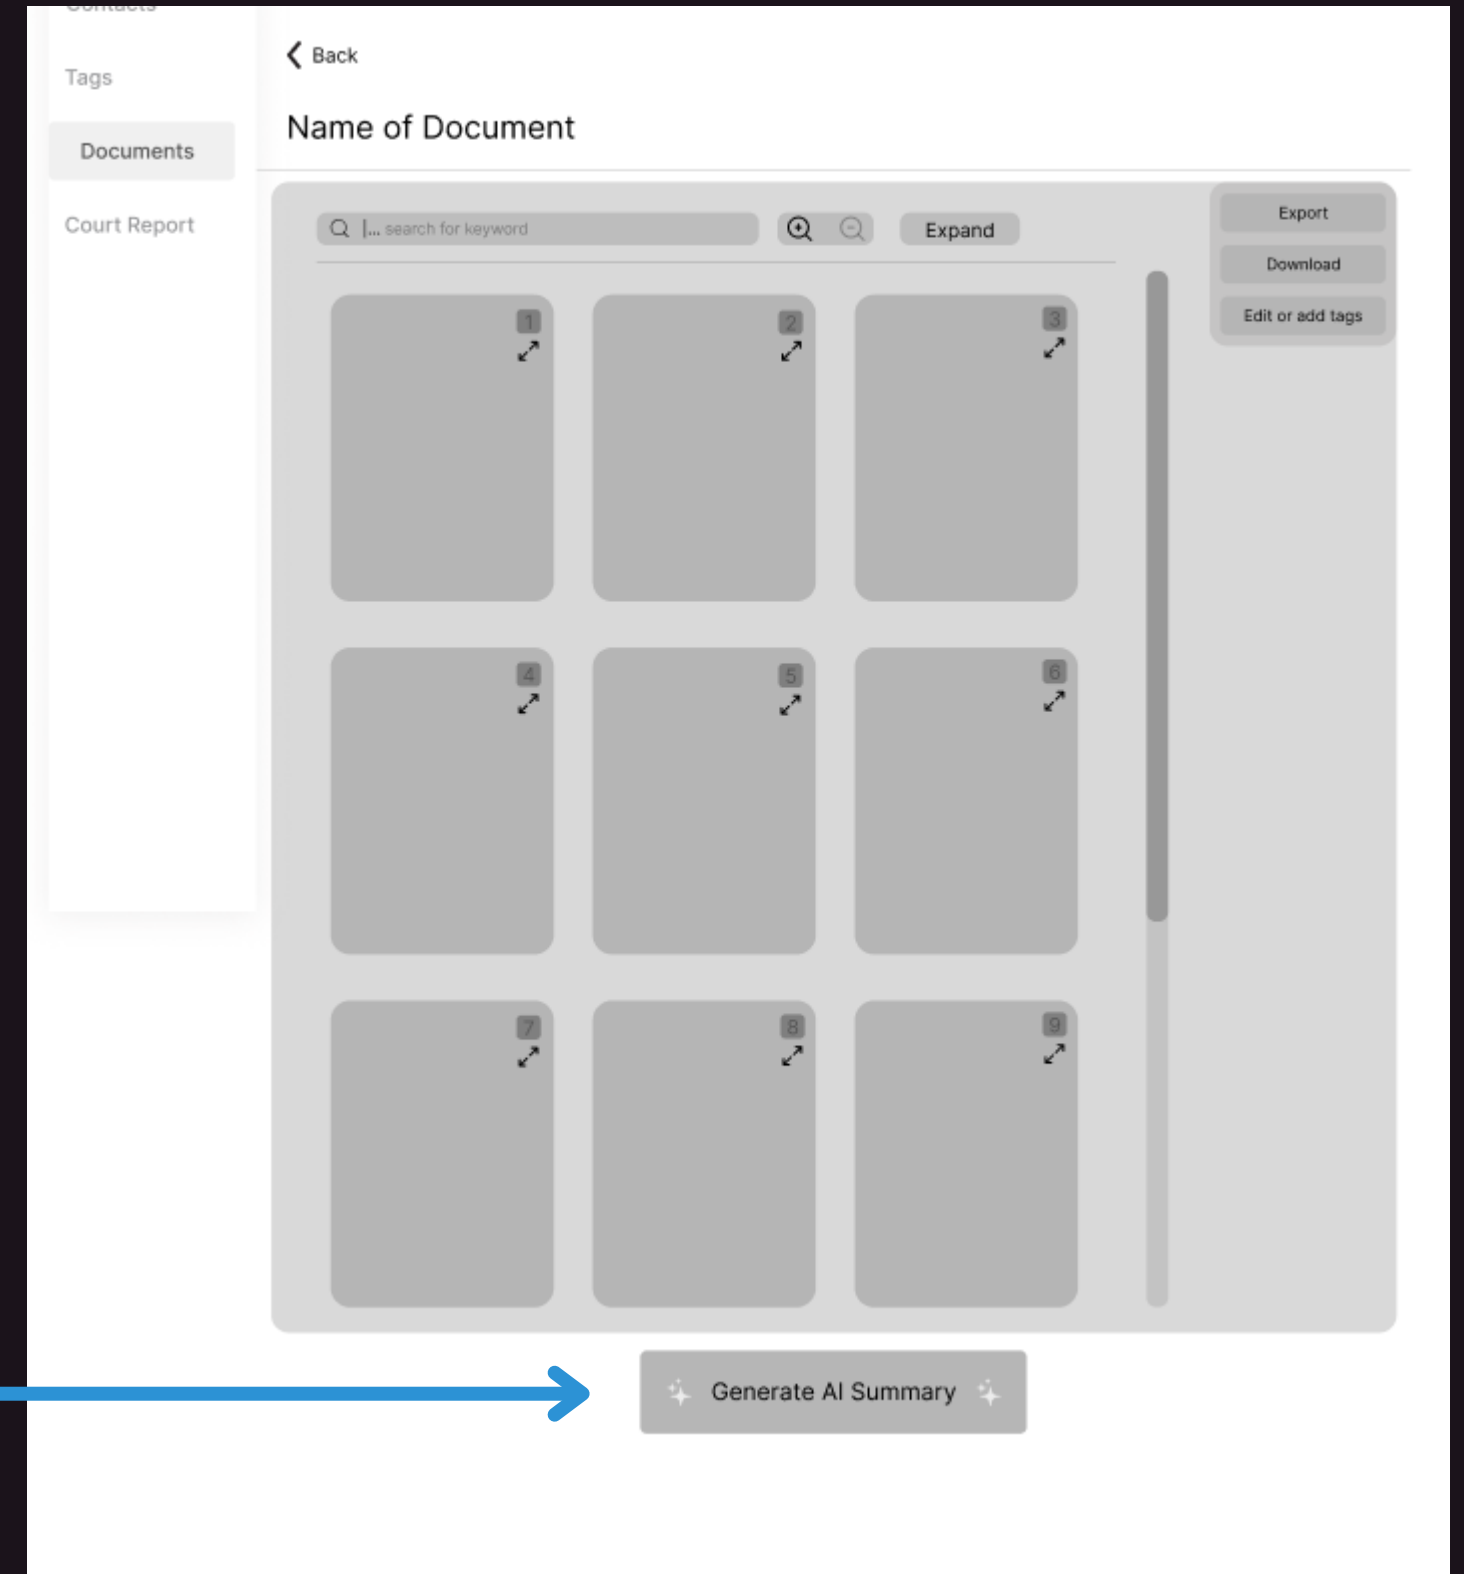 Contacts
Tags
Documents
Court Report
Back
Name of Document
|... search for keyword
Expand
Export
Download
Edit or add tags
1
2
3
4
5
6
7
8
9
Generate AI Summary